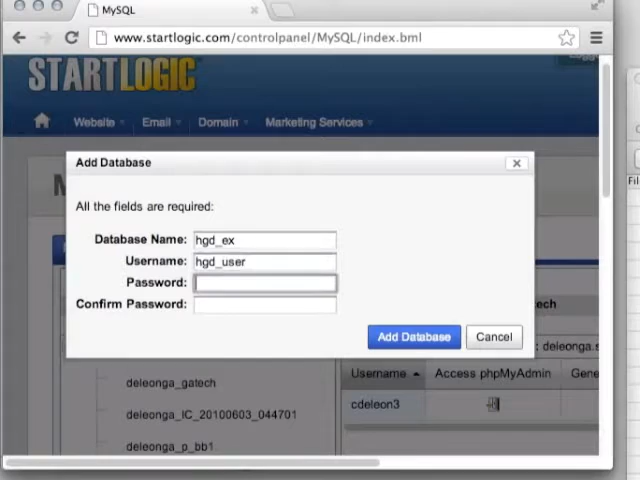 MySQL
www.startlogic.com/controlpanel/MySQL/index.bml
STARTLOGIC
Website Email Domain Marketing Services
Add Database
All the fields are required:
Database Name: hgd_ex
Username: hgd_user
Password:
Confirm Password:
Add Database Cancel
tech
: deleonga.s
deleonga_gatech
Username Access phpMyAdmin Gene
deleonga_IC_20100603_044701
cdeleon3
deleonga_p_bb1
Fil